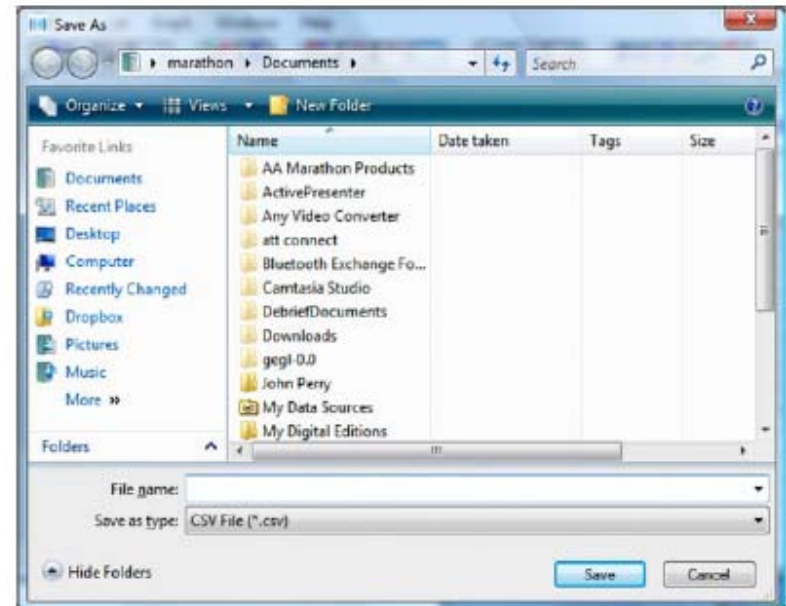 Save As
marathon Documents
Search
Organize Views New Folder
Favorite Links
Documents
Recent Places
Desktop
Computer
Recently Changed
Dropbox
Pictures
Music
More »
Folders
Name Date taken Tags Size
AA Marathon Products
ActivePresenter
Any Video Converter
att connect
Bluetooth Exchange Fo...
Camtasia Studio
DebriefDocuments
Downloads
gegl-0.0
John Perry
My Data Sources
My Digital Editions
File name:
Save as type: CSV File (*.csv)
Hide Folders
Save Cancel